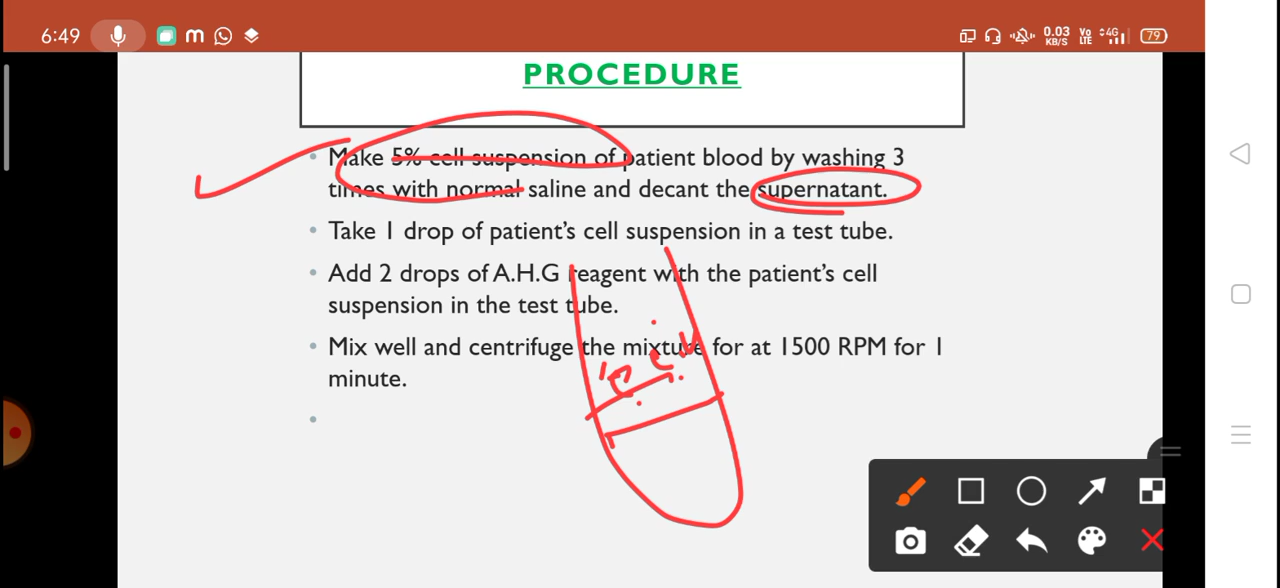 6:49
m
0.03
KB/S
Vo
LTE
4G
79
PROCEDURE
• Make 5% cell suspension of patient blood by washing 3
times with normal saline and decant the supernatant.
• Take 1 drop of patient's cell suspension in a test tube.
• Add 2 drops of A.H.G reagent with the patient's cell
suspension in the test tube.
• Mix well and centrifuge the mixture for at 1500 RPM for 1
minute.
•